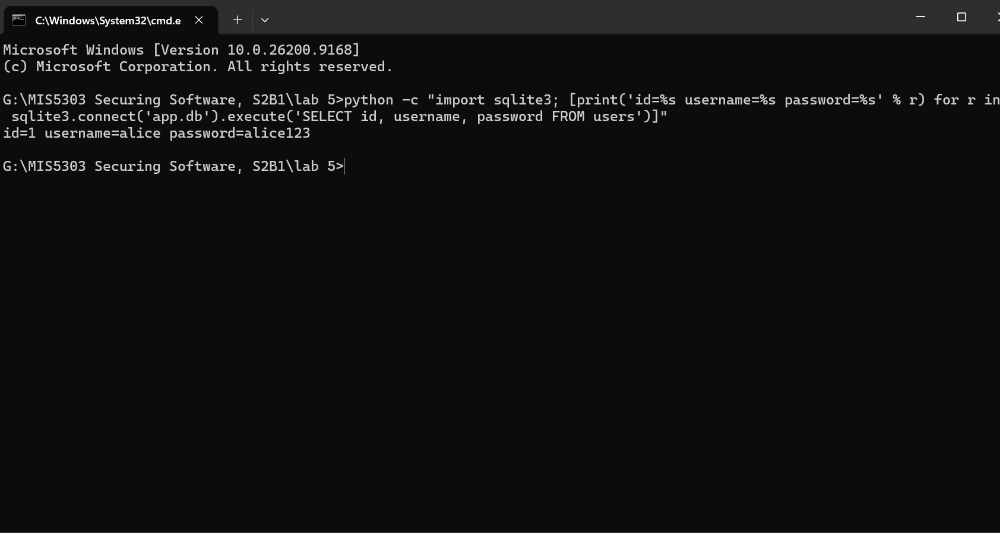 C:\Windows\System32\cmd.e
Microsoft Windows [Version 10.0.26200.9168]
(c) Microsoft Corporation. All rights reserved.
G:\MIS5303 Securing Software, S2B1\lab 5>python -c "import sqlite3; [print('id=%s username=%s password=%s' % r) for r in
 sqlite3.connect('app.db').execute('SELECT id, username, password FROM users')]"
id=1 username=alice password=alice123
G:\MIS5303 Securing Software, S2B1\lab 5>